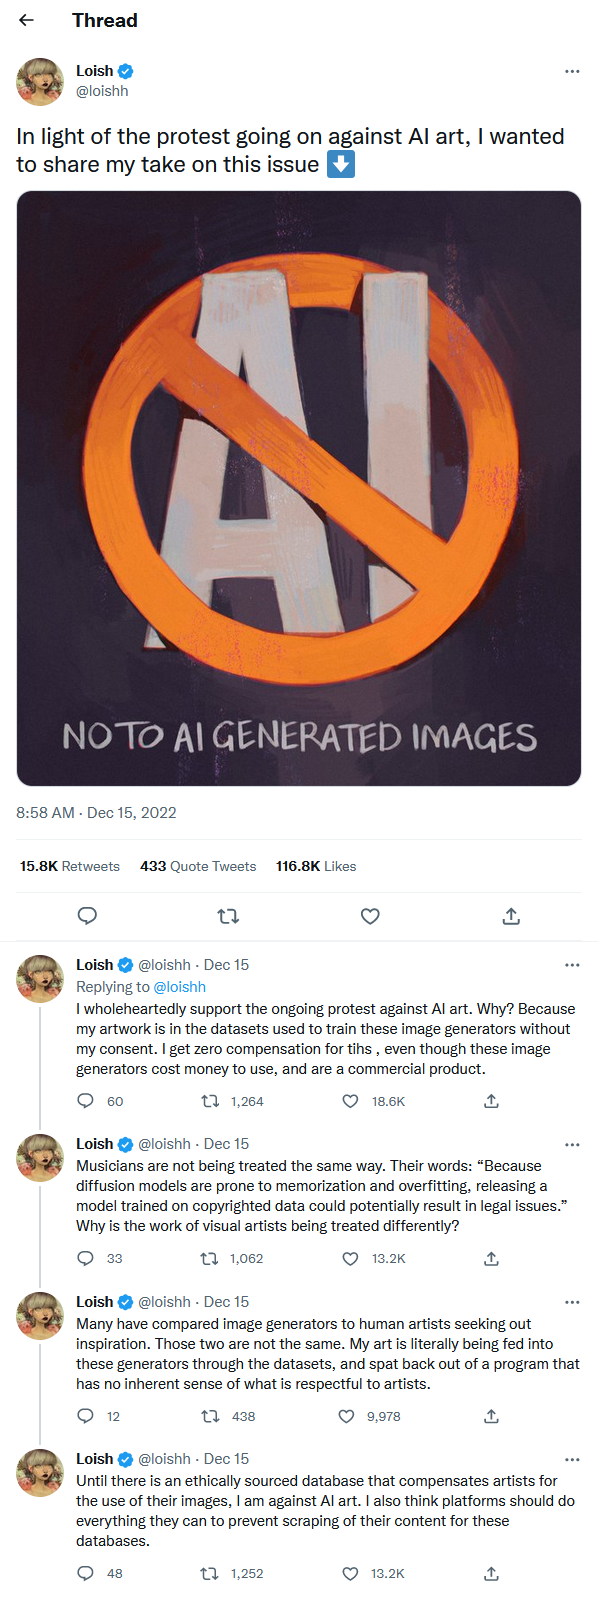 Thread
Loish
@loishh
In light of the protest going on against AI art, I wanted
to share my take on this issue ⬇️
AI
NO TO AI GENERATED IMAGES
8:58 AM · Dec 15, 2022
15.8K Retweets 433 Quote Tweets 116.8K Likes
Loish @loishh · Dec 15
Replying to @loishh
I wholeheartedly support the ongoing protest against AI art. Why? Because
my artwork is in the datasets used to train these image generators without
my consent. I get zero compensation for tihs , even though these image
generators cost money to use, and are a commercial product.
60 1,264 18.6K
Loish @loishh · Dec 15
Musicians are not being treated the same way. Their words: “Because
diffusion models are prone to memorization and overfitting, releasing a
model trained on copyrighted data could potentially result in legal issues.”
Why is the work of visual artists being treated differently?
33 1,062 13.2K
Loish @loishh · Dec 15
Many have compared image generators to human artists seeking out
inspiration. Those two are not the same. My art is literally being fed into
these generators through the datasets, and spat back out of a program that
has no inherent sense of what is respectful to artists.
12 438 9,978
Loish @loishh · Dec 15
Until there is an ethically sourced database that compensates artists for
the use of their images, I am against AI art. I also think platforms should do
everything they can to prevent scraping of their content for these
databases.
48 1,252 13.2K